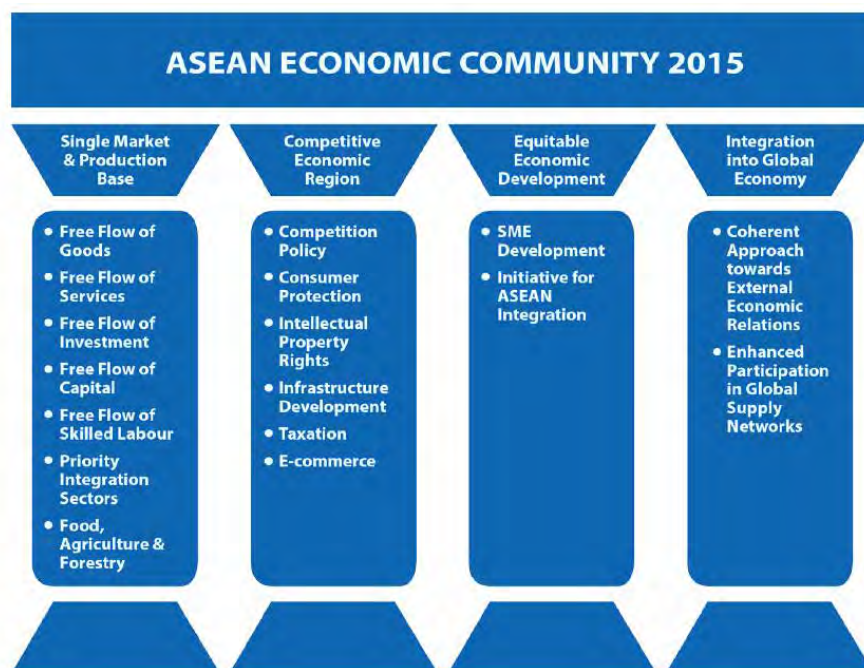 ASEAN ECONOMIC COMMUNITY 2015
Single Market
& Production
Base
• Free Flow of
Goods
• Free Flow of
Services
• Free Flow of
Investment
• Free Flow of
Capital
• Free Flow of
Skilled Labour
• Priority
Integration
Sectors
• Food,
Agriculture &
Forestry
Competitive
Economic
Region
• Competition
Policy
• Consumer
Protection
• Intellectual
Property
Rights
• Infrastructure
Development
• Taxation
• E-commerce
Equitable
Economic
Development
• SME
Development
• Initiative for
ASEAN
Integration
Integration
into Global
Economy
• Coherent
Approach
towards
External
Economic
Relations
• Enhanced
Participation
in Global
Supply
Networks